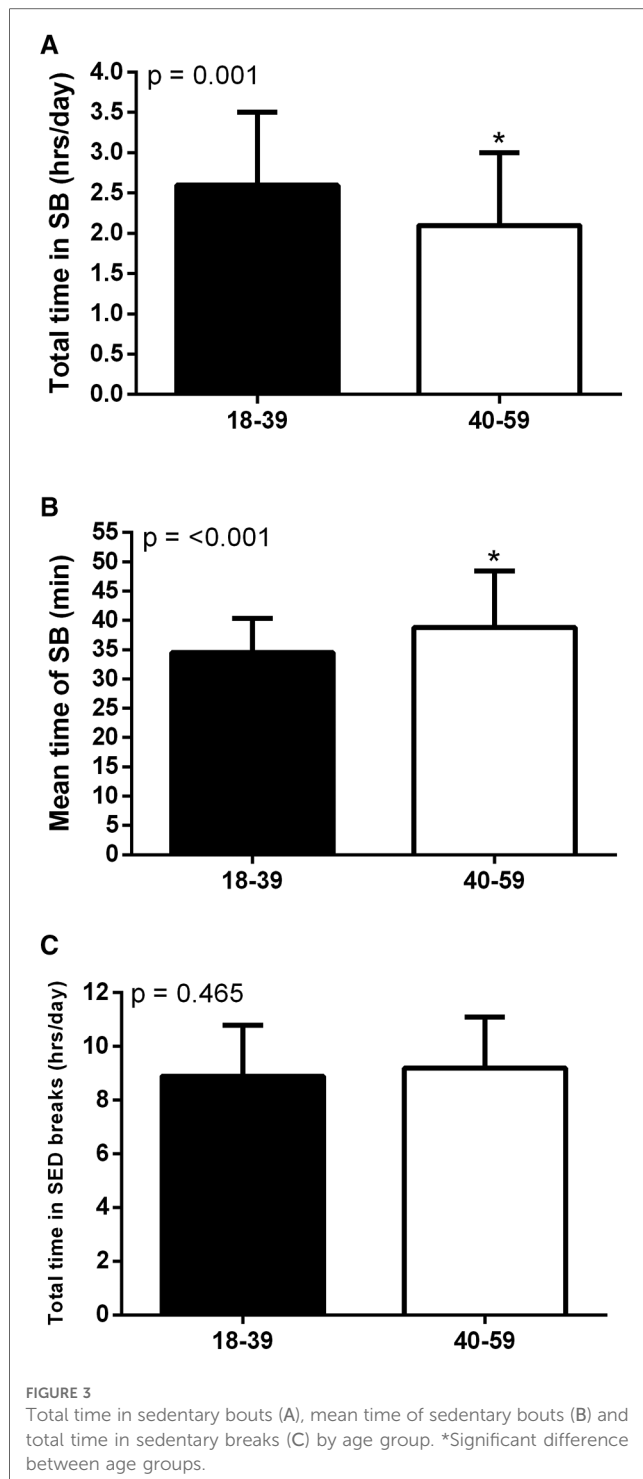 A
Total time in SB (hrs/day)
p = 0.001
4.0
3.5
3.0
2.5
2.0
1.5
1.0
0.5
0.0
*
18-39
40-59
B
Mean time of SB (min)
p = <0.001
55
50
45
40
35
30
25
20
15
10
5
0
*
18-39
40-59
C
Total time in SED breaks (hrs/day)
p = 0.465
12
10
8
6
4
2
0
18-39
40-59
FIGURE 3
Total time in sedentary bouts (A), mean time of sedentary bouts (B) and
total time in sedentary breaks (C) by age group. *Significant difference
between age groups.